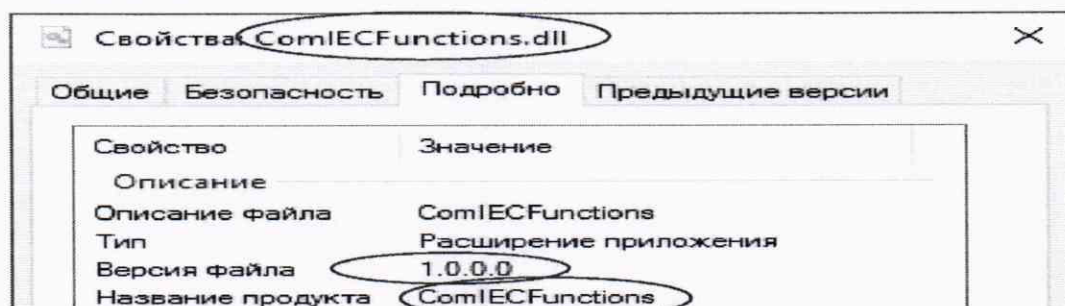 Свойства: ComIECFunctions.dll
Общие Безопасность Подробно Предыдущие версии
Свойство Значение
Описание
Описание файла ComIECFunctions
Тип Расширение приложения
Версия файла 1.0.0.0
Название продукта ComIECFunctions